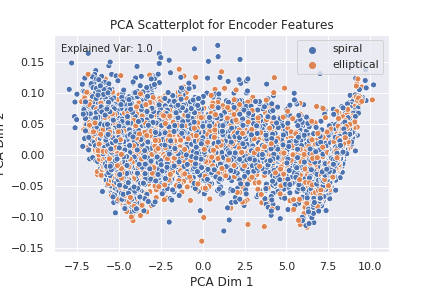 PCA Scatterplot for Encoder Features
Explained Var: 1.0
spiral
elliptical
0.15
0.10
0.05
0.00
−0.05
−0.10
−0.15
PCA Dim 2
−7.5 −5.0 −2.5 0.0 2.5 5.0 7.5 10.0
PCA Dim 1